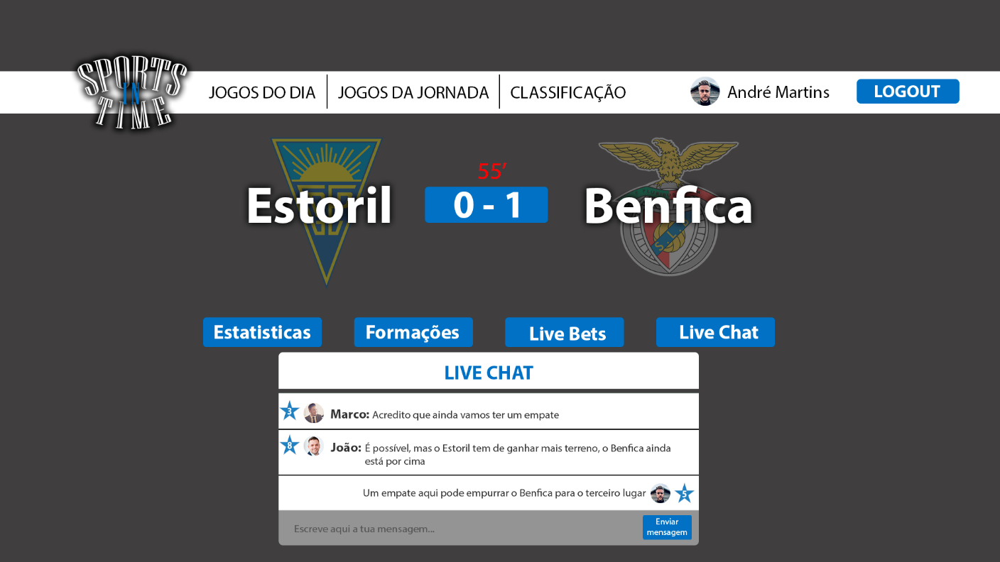 SPORTS
IN
TIME
JOGOS DO DIA
JOGOS DA JORNADA
CLASSIFICAÇÃO
André Martins
LOGOUT
55’
Estoril
0 - 1
Benfica
S.L.
Estatisticas
Formações
Live Bets
Live Chat
LIVE CHAT
3
Marco: Acredito que ainda vamos ter um empate
8
João: É possível, mas o Estoril tem de ganhar mais terreno, o Benfica ainda
está por cima
Um empate aqui pode empurrar o Benfica para o terceiro lugar
5
Escreve aqui a tua mensagem...
Enviar
mensagem